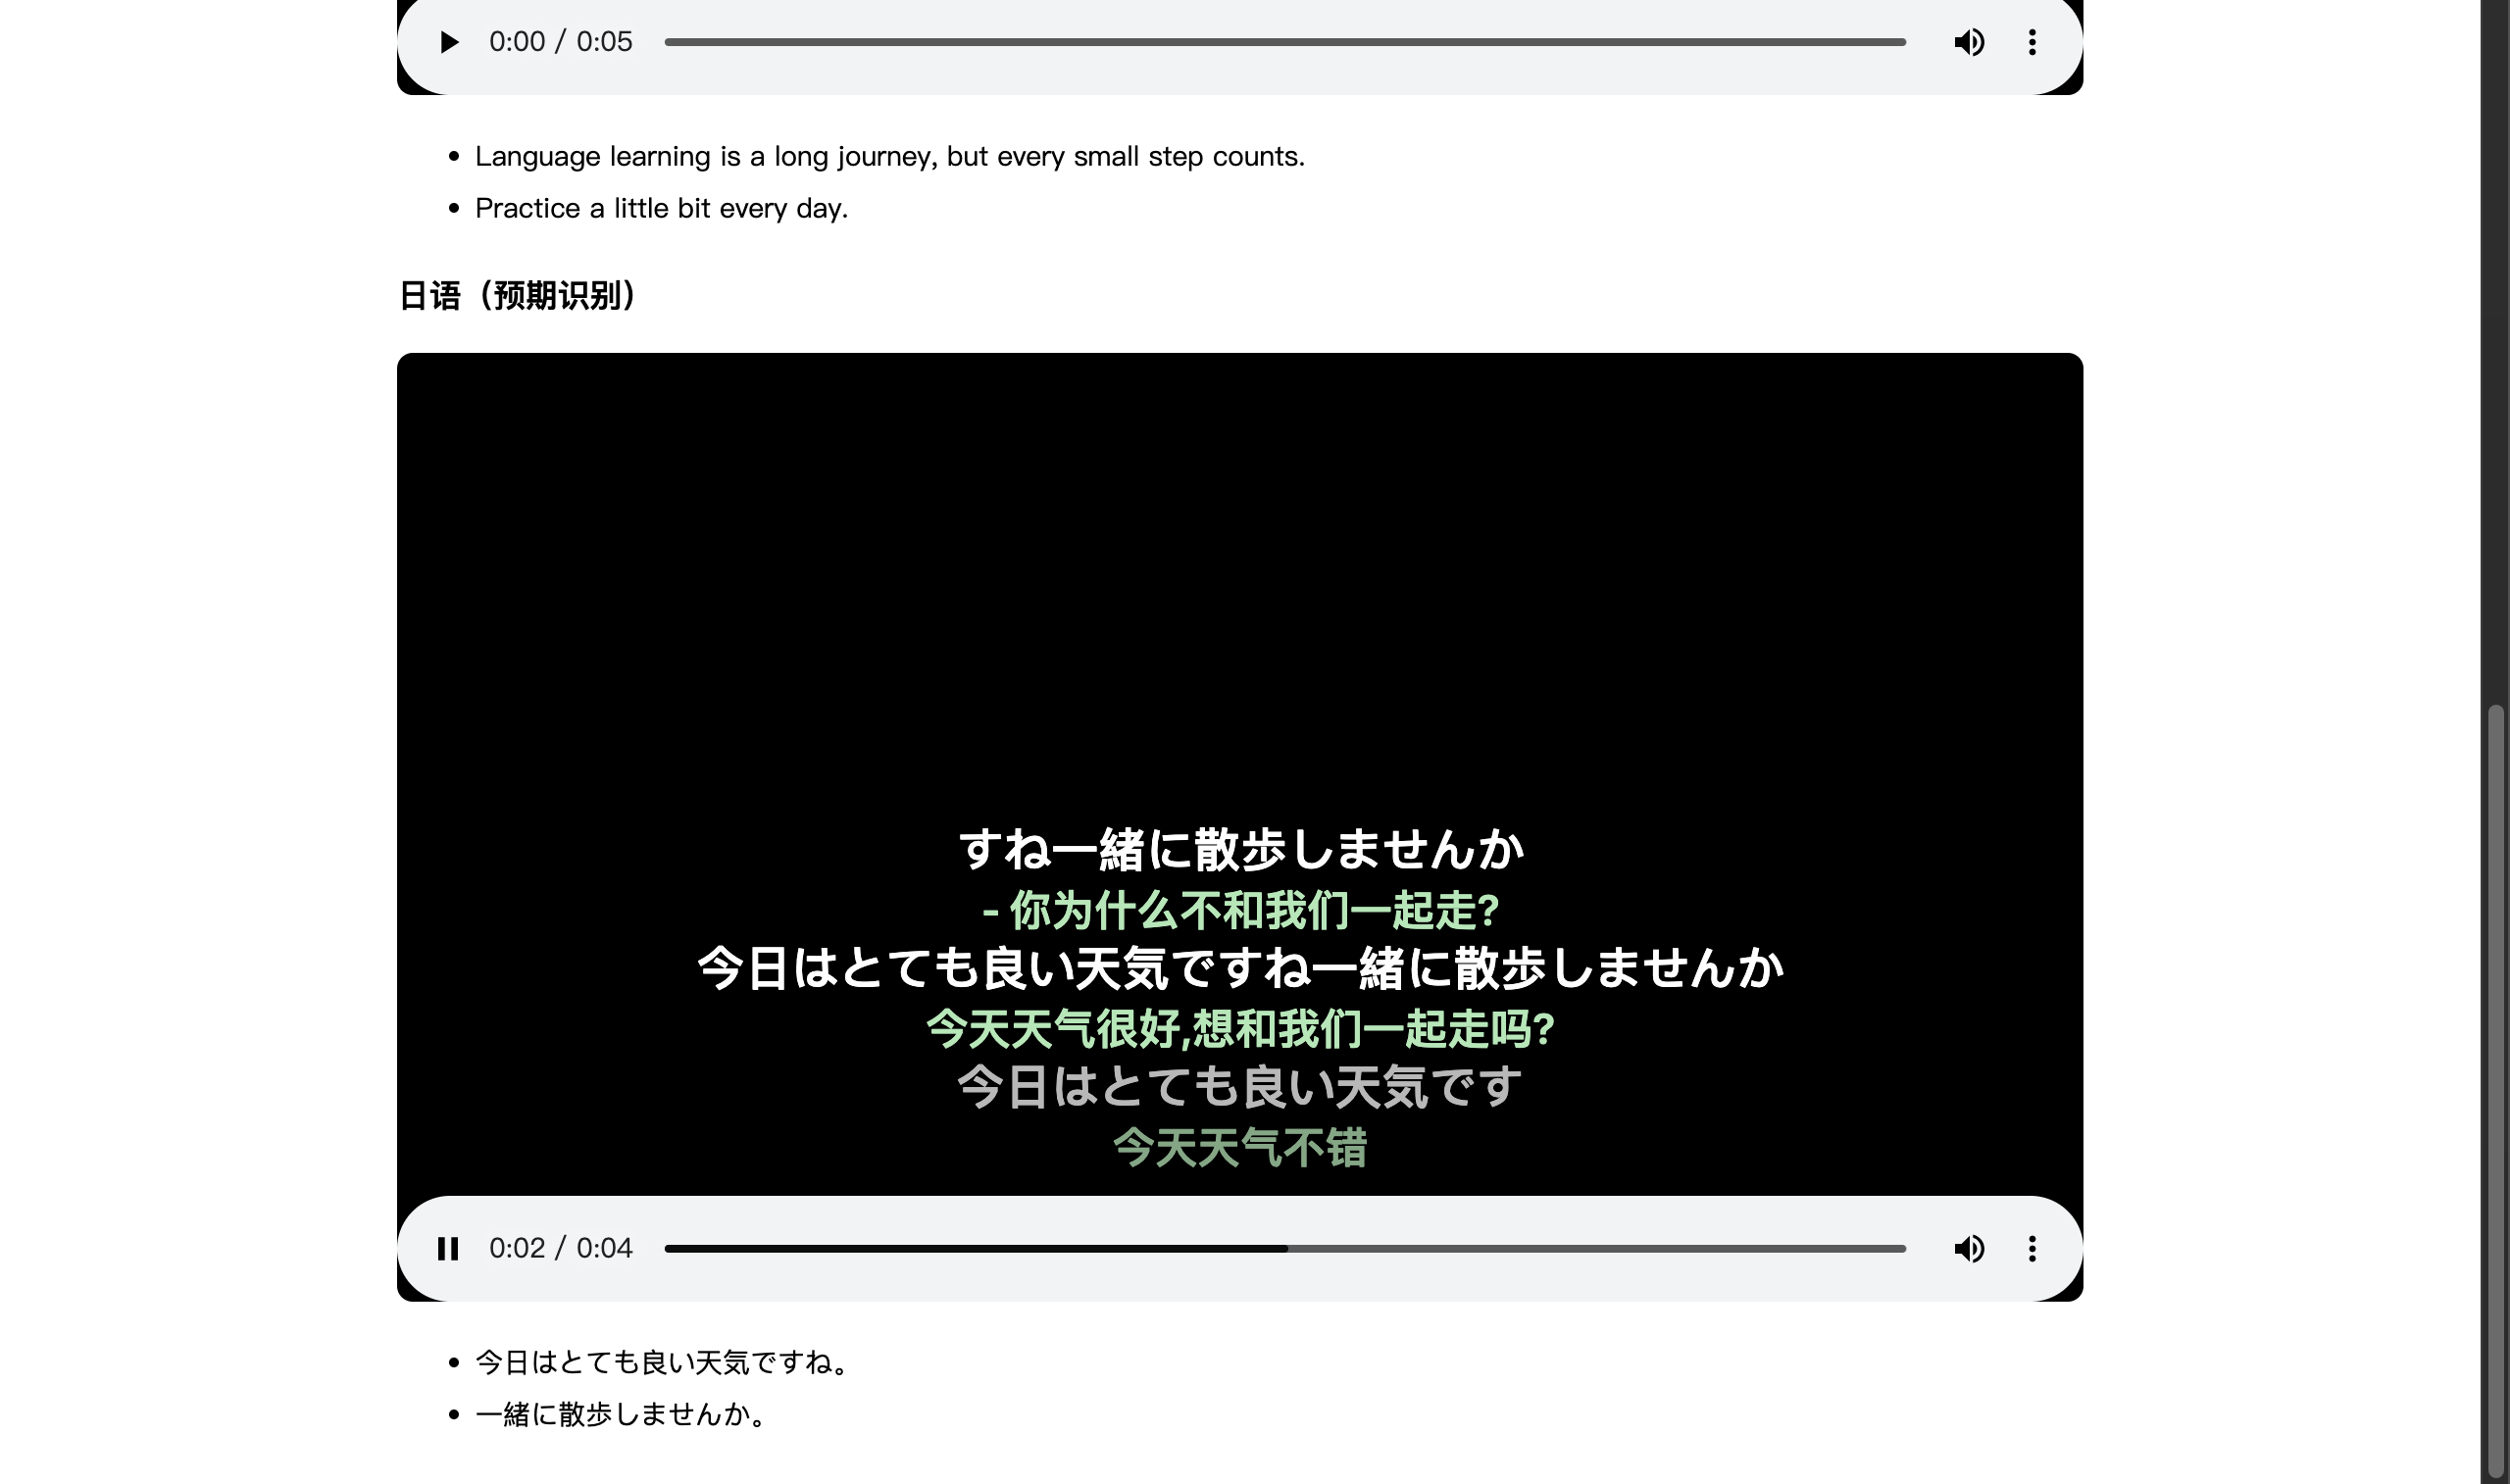 0:00 / 0:05
Language learning is a long journey, but every small step counts.
Practice a little bit every day.
日语（预期识别）
すね一緒に散歩しませんか
- 你为什么不和我们一起走?
今日はとても良い天気ですね一緒に散歩しませんか
今天天气很好,想和我们一起走吗?
今日はとても良い天気です
今天天气不错
0:02 / 0:04
今日はとても良い天気ですね。
一緒に散歩しませんか。